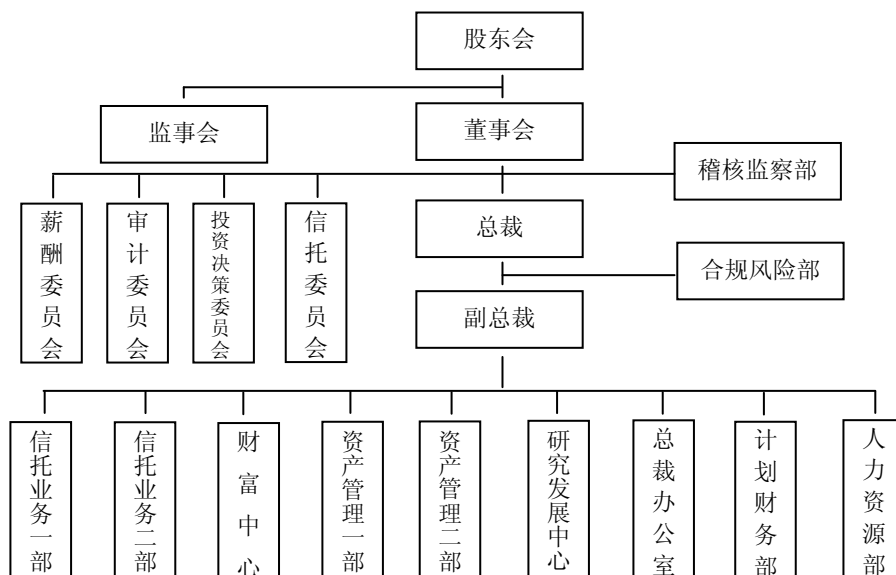 股东会
监事会
董事会
稽核监察部
薪酬委员会
审计委员会
投资决策委员会
信托委员会
总裁
合规风险部
副总裁
信托业务一部
信托业务二部
财富中心
资产管理一部
资产管理二部
研究发展中心
总裁办公室
计划财务部
人力资源部